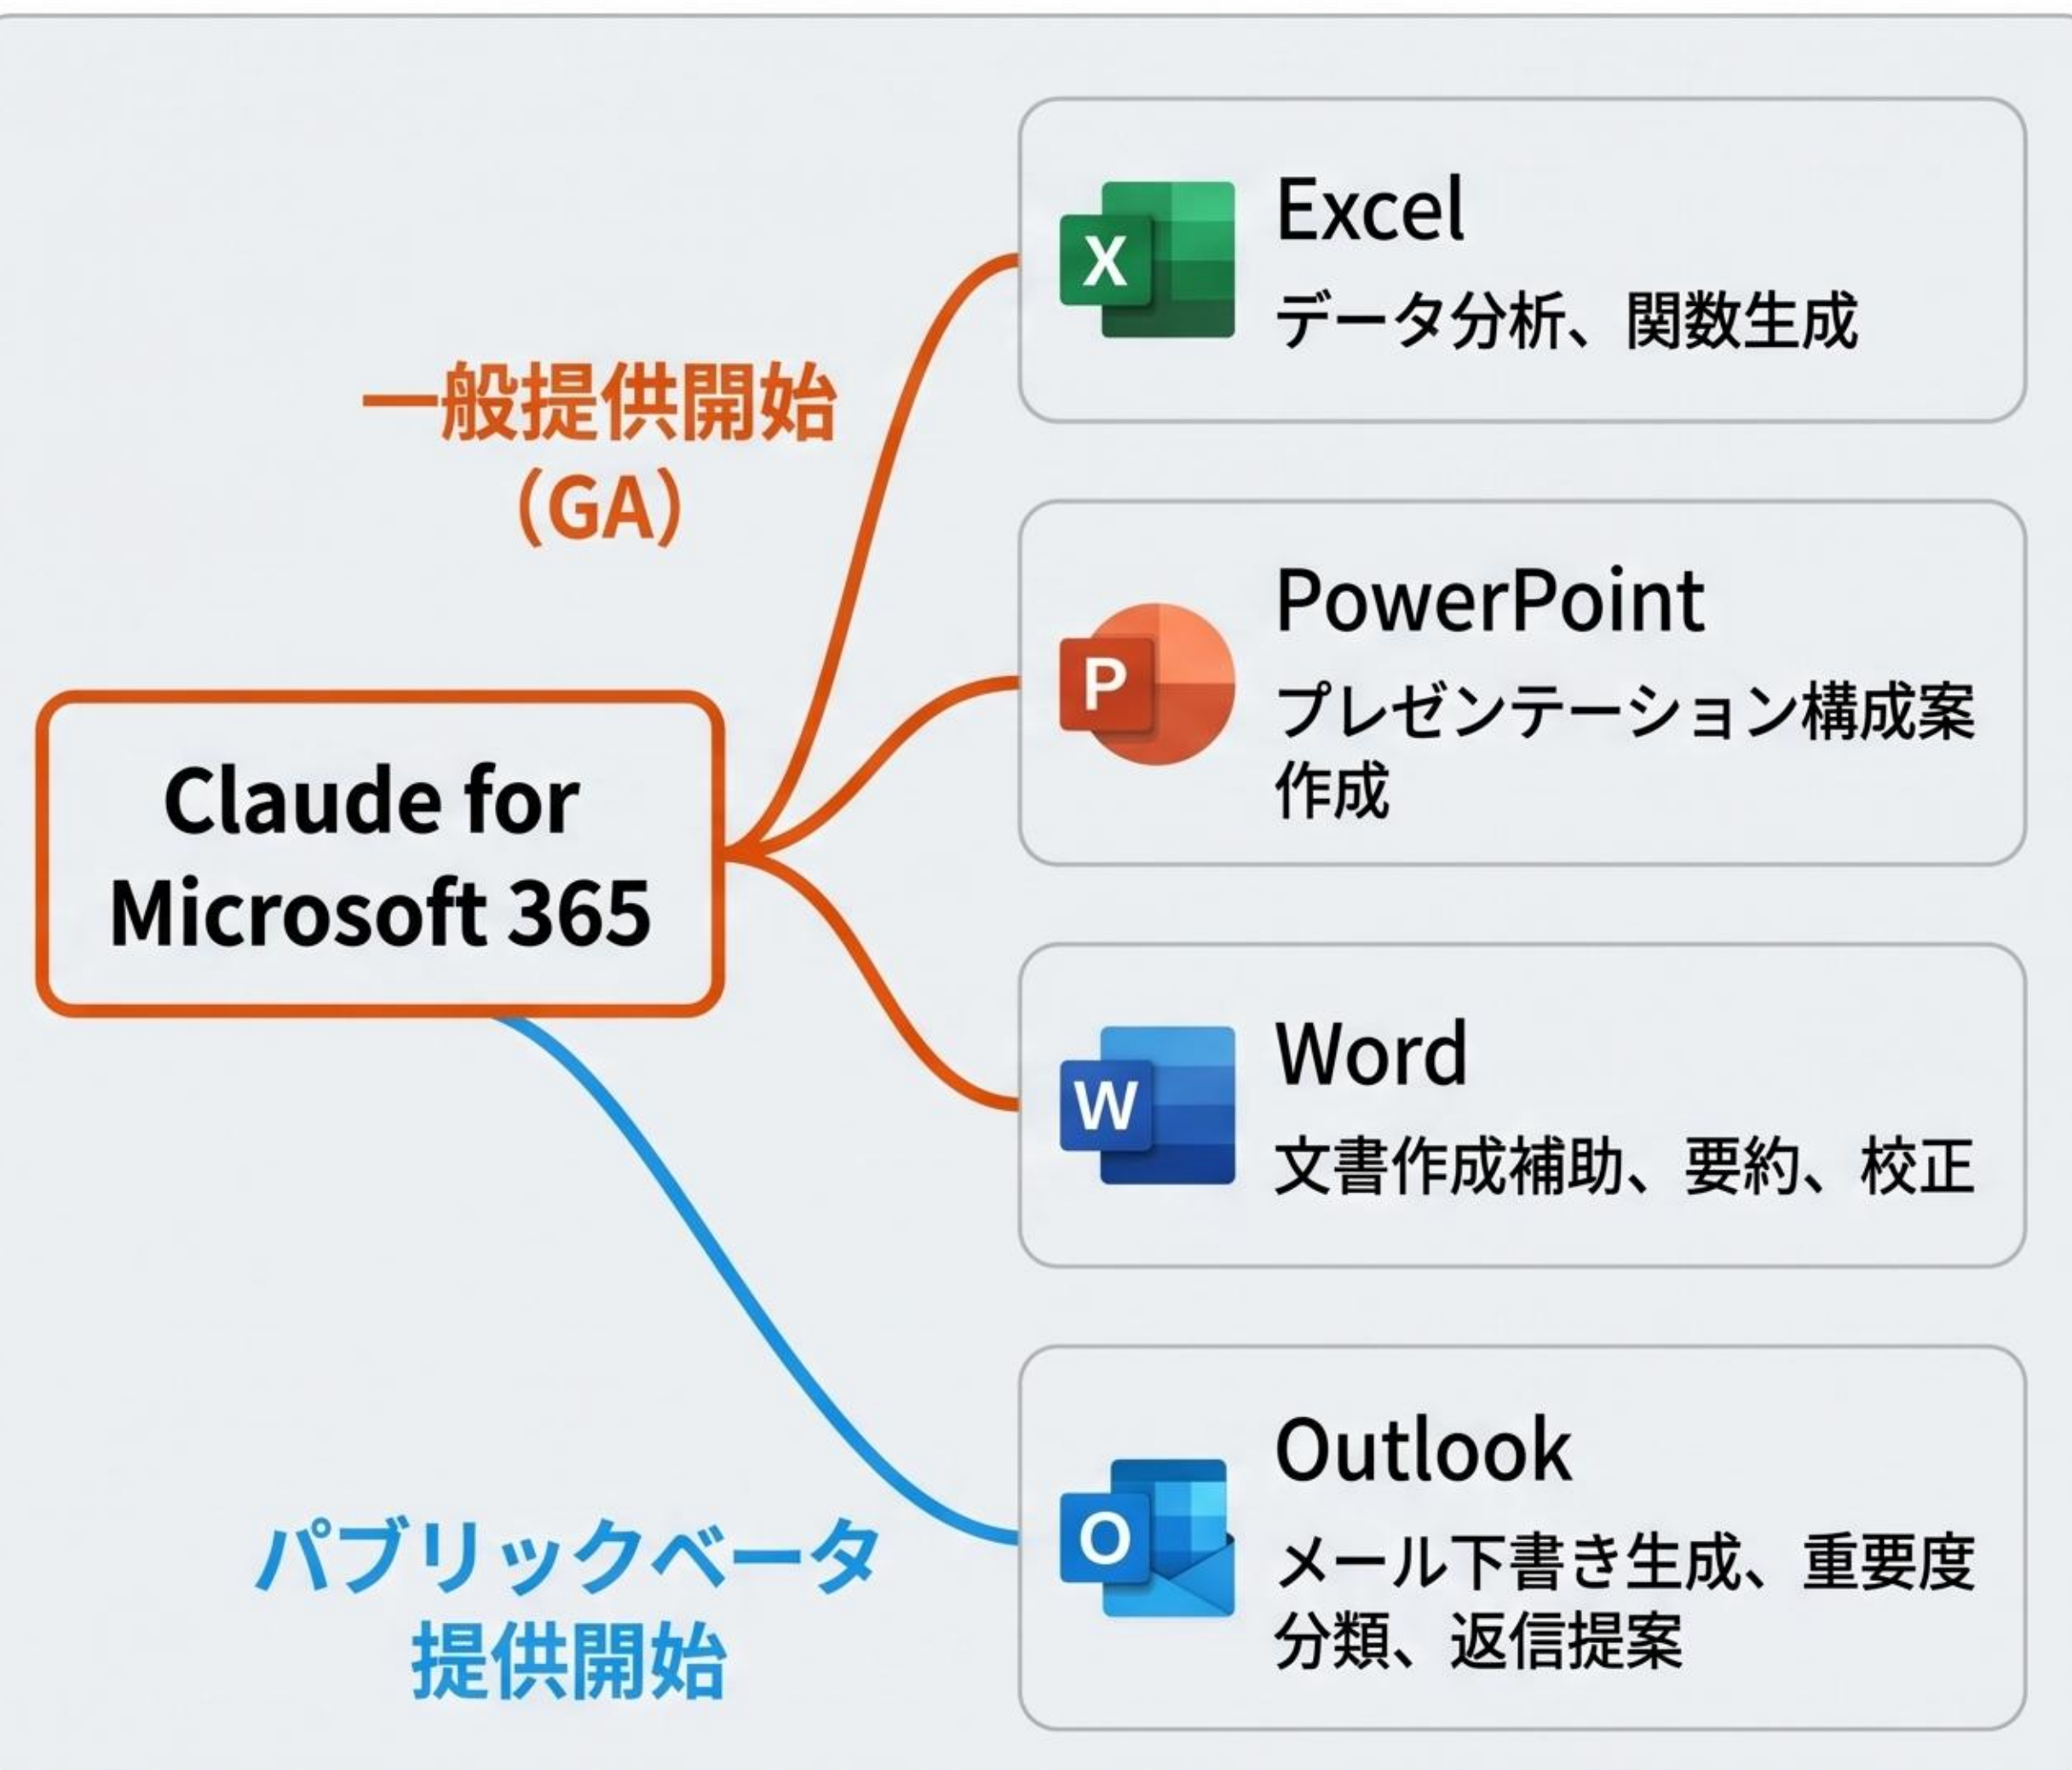 Claude for
Microsoft 365
一般提供開始
（GA）
パブリックベータ
提供開始
X
Excel
データ分析、関数生成
P
PowerPoint
プレゼンテーション構成案
作成
W
Word
文書作成補助、要約、校正
O
Outlook
メール下書き生成、重要度
分類、返信提案